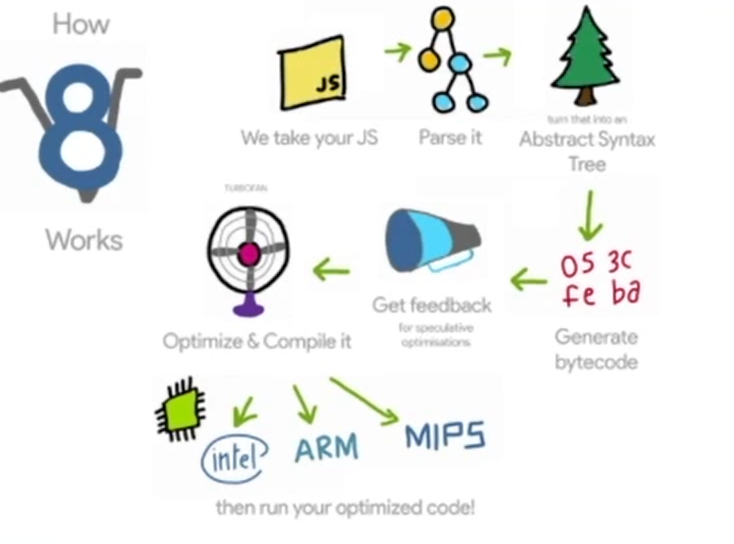 How
8
Works
JS
We take your JS
Parse it
turn that into an
Abstract Syntax
Tree
05 3C
fe ba
Generate
bytecode
Get feedback
for speculative
optimisations
TURBOFAN
Optimize & Compile it
intel
ARM
MIPS
then run your optimized code!